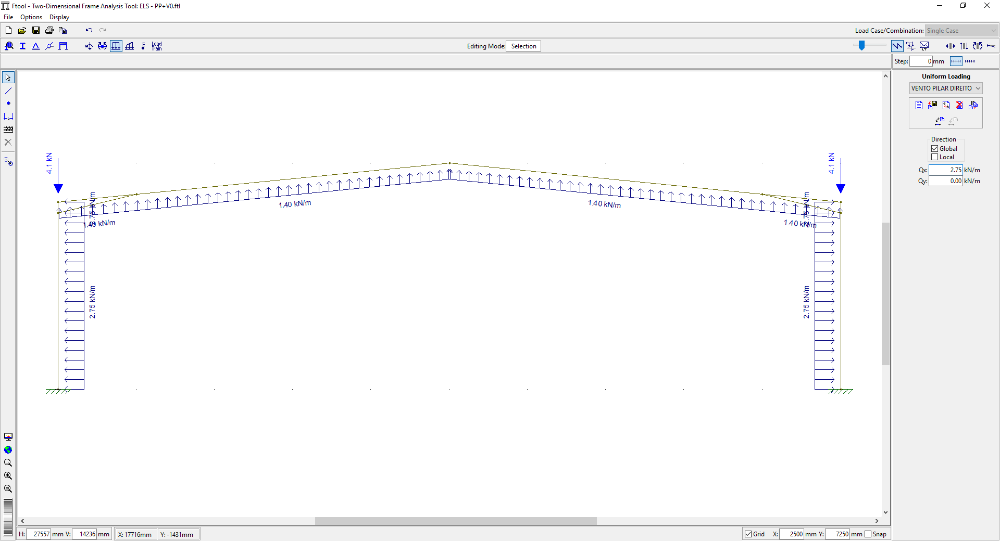 Ftool - Two-Dimensional Frame Analysis Tool: ELS - PP+V0.ftl
File Options Display
Load Case/Combination: Single Case
Load Train
Editing Mode: Selection
LT
Step: 0 mm
Uniform Loading
VENTO PILAR DIREITO
Direction
Global
Local
Qx: 2.75 kN/m
Qy: 0.00 kN/m
4.1 kN
4.1 kN
1.40 kN/m
1.40 kN/m
2.75 kN/m
2.75 kN/m
1.40 kN/m
1.40 kN/m
2.75 kN/m
2.75 kN/m
H: 27557 mm V: 14236 mm X: 17716mm Y: -1431mm
Grid X: 2500 mm Y: 7250 mm Snap